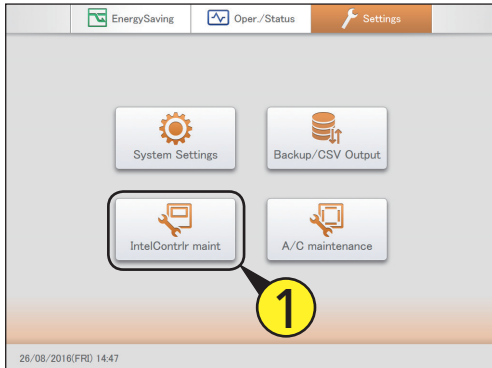 EnergySaving
Oper./Status
Settings
System Settings
Backup/CSV Output
IntelContrlr maint
A/C maintenance
1
26/08/2016(FRI) 14:47